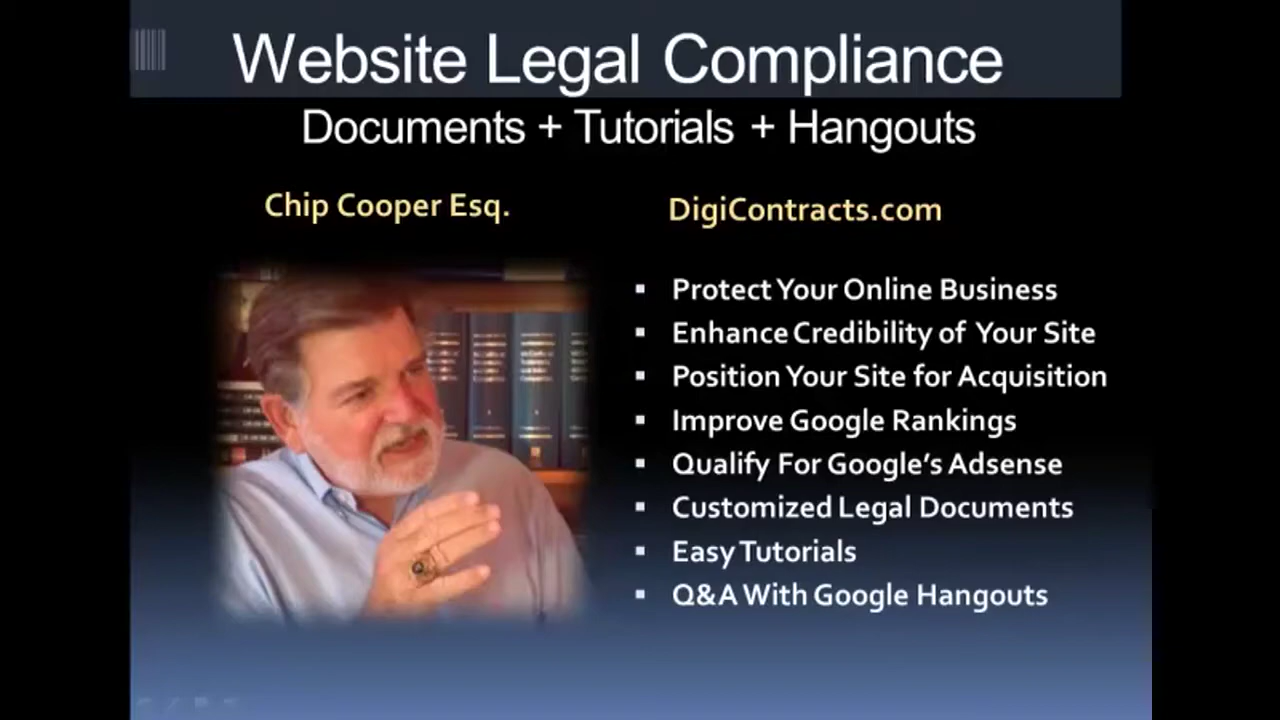 Website Legal Compliance
Documents + Tutorials + Hangouts
Chip Cooper Esq.
DigiContracts.com
Protect Your Online Business
Enhance Credibility of Your Site
Position Your Site for Acquisition
Improve Google Rankings
Qualify For Google's Adsense
Customized Legal Documents
Easy Tutorials
Q&A With Google Hangouts